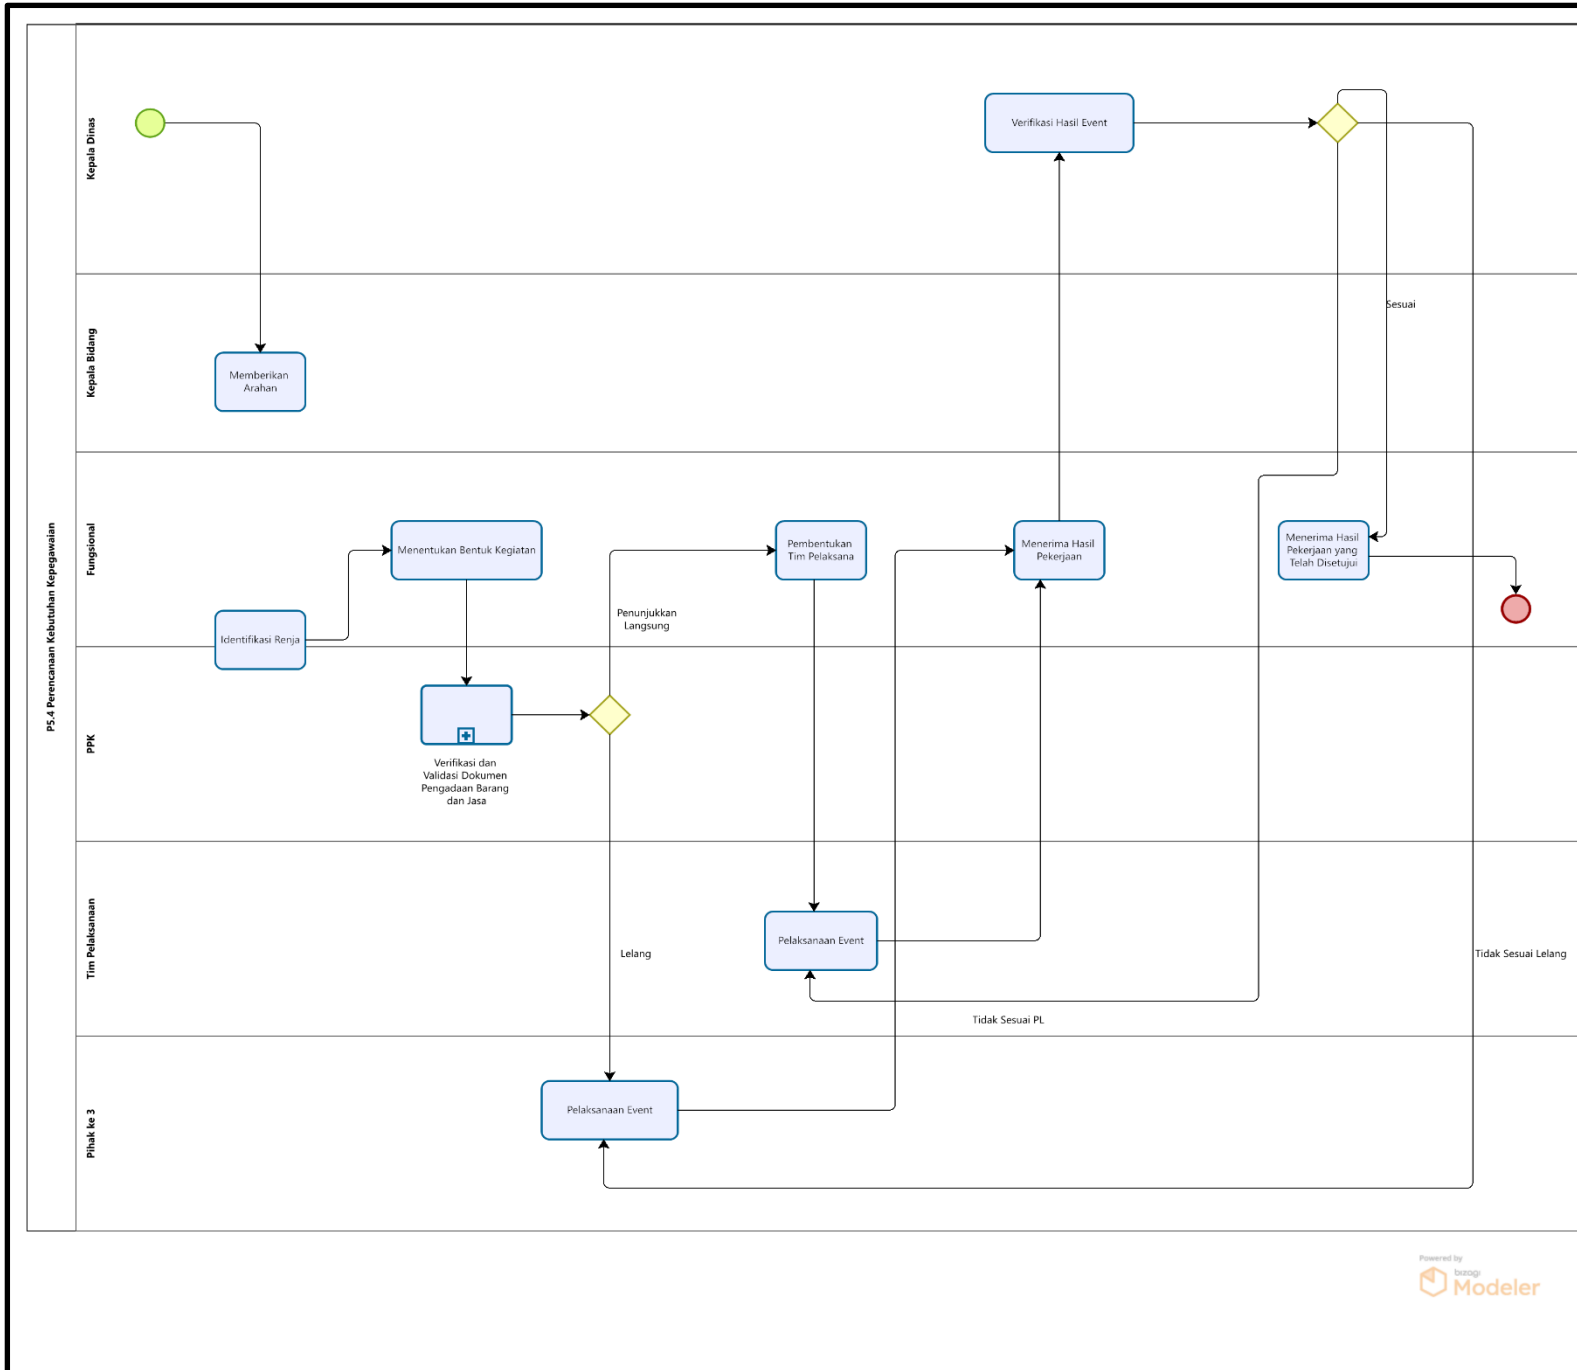 P5.4 Perencanaan Kebutuhan Kepegawaian
Kepala Dinas
Verifikasi Hasil Event
Kepala Bidang
Sesuai
Memberikan
Arahan
Fungsional
Menentukan Bentuk Kegiatan
Pembentukan
Tim Pelaksana
Menerima Hasil
Pekerjaan
Menerima Hasil
Pekerjaan yang
Telah Disetujui
Identifikasi Renja
Penunjukkan
Langsung
PPK
Verifikasi dan
Validasi Dokumen
Pengadaan Barang
dan Jasa
Tim Pelaksanaan
Pelaksanaan Event
Lelang
Tidak Sesuai Lelang
Tidak Sesuai PL
Pihak ke 3
Pelaksanaan Event
Powered by
bizagi
Modeler